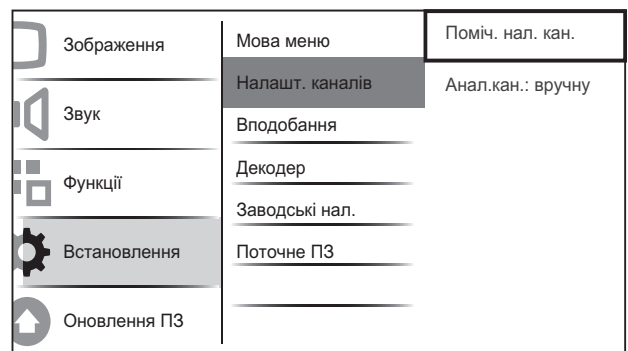 Зображення
Звук
Функції
Встановлення
Оновлення ПЗ
Мова меню
Налашт. каналів
Вподобання
Декодер
Заводські нал.
Поточне ПЗ
Поміч. нал. кан.
Анал.кан.: вручну